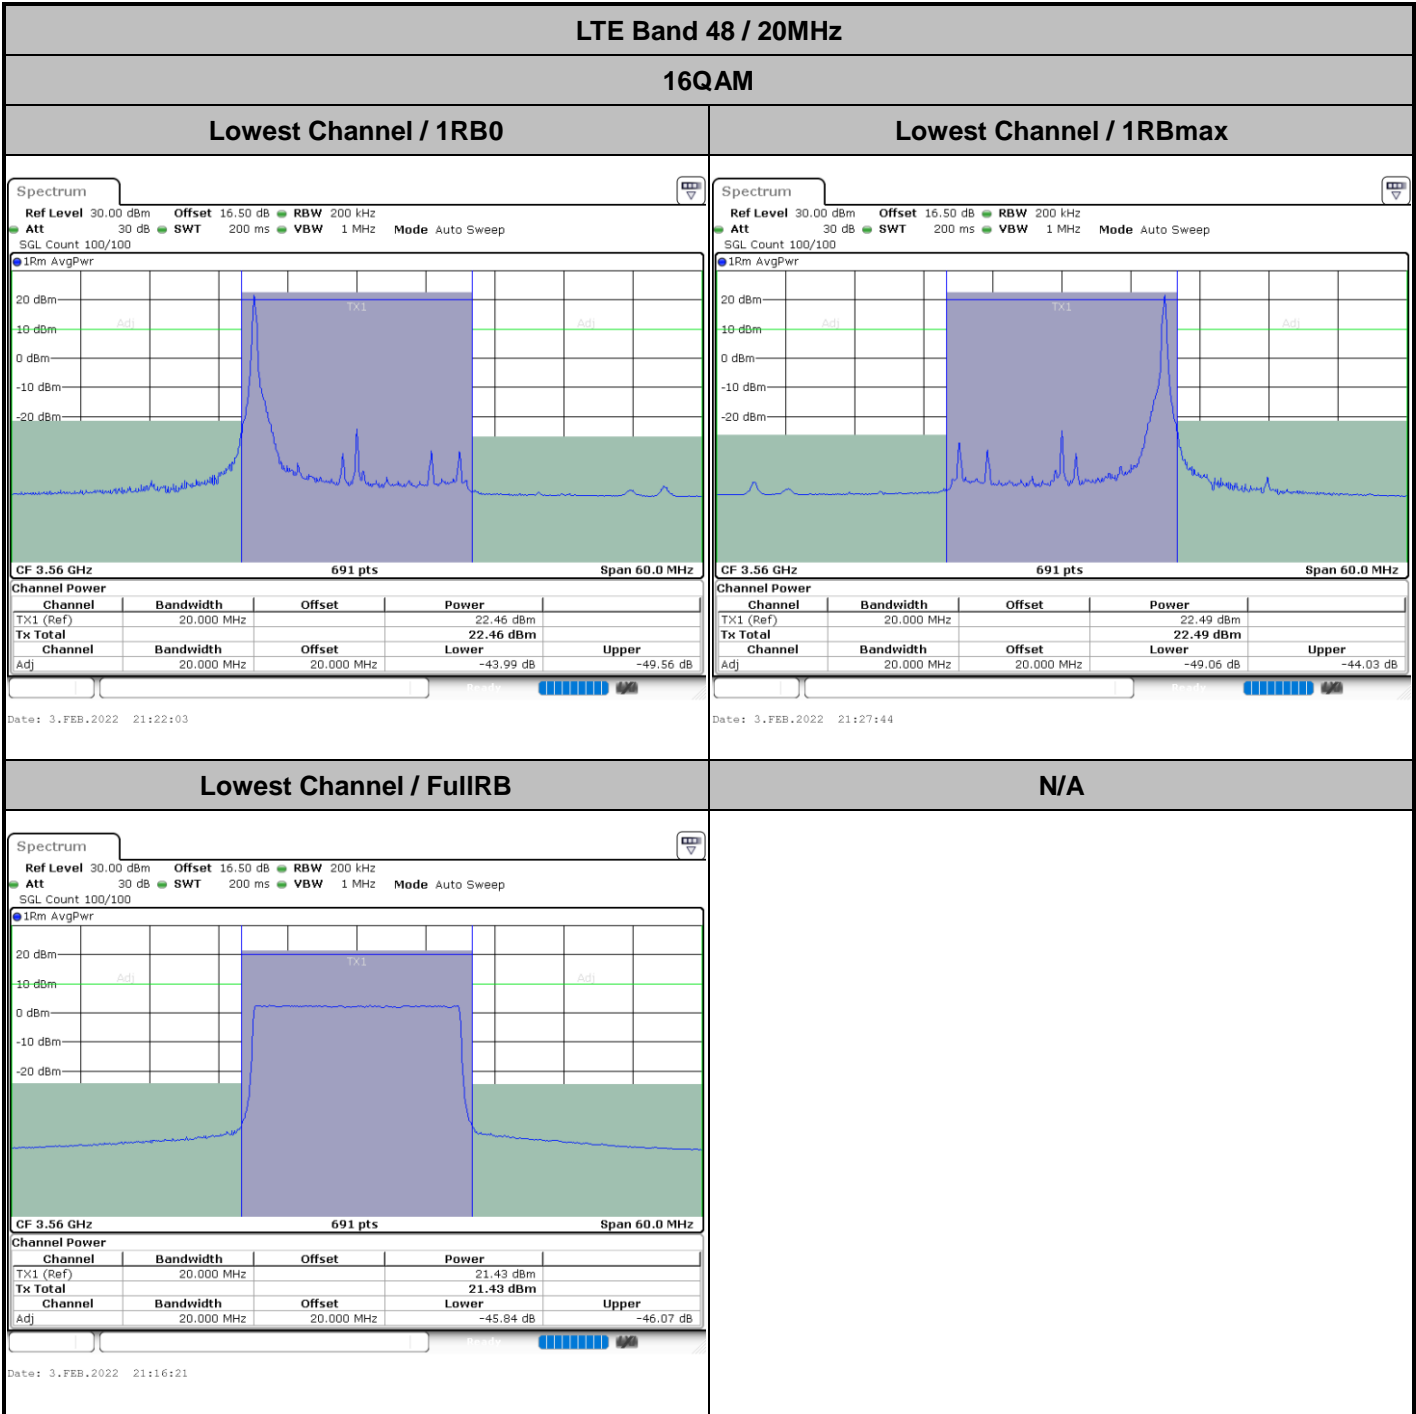 LTE Band 48 / 20MHz
16QAM
Lowest Channel / 1RB0
Lowest Channel / 1RBmax
Spectrum
Ref Level 30.00 dBm Offset 16.50 dB RBW 200 kHz
Att 30 dB SWT 200 ms VBW 1 MHz Mode Auto Sweep
SGL Count 100/100
1Rm AvgPwr
TX1
20 dBm
Adj
Adj
10 dBm
0 dBm
-10 dBm
-20 dBm
CF 3.56 GHz 691 pts Span 60.0 MHz
Channel Power
Channel Bandwidth Offset Power
TX1 (Ref) 20.000 MHz 22.46 dBm
Tx Total 22.46 dBm
Channel Bandwidth Offset Lower Upper
Adj 20.000 MHz 20.000 MHz -43.99 dB -49.56 dB
Ready
Date: 3.FEB.2022 21:22:03
Spectrum
Ref Level 30.00 dBm Offset 16.50 dB RBW 200 kHz
Att 30 dB SWT 200 ms VBW 1 MHz Mode Auto Sweep
SGL Count 100/100
1Rm AvgPwr
TX1
20 dBm
Adj
Adj
10 dBm
0 dBm
-10 dBm
-20 dBm
CF 3.56 GHz 691 pts Span 60.0 MHz
Channel Power
Channel Bandwidth Offset Power
TX1 (Ref) 20.000 MHz 22.49 dBm
Tx Total 22.49 dBm
Channel Bandwidth Offset Lower Upper
Adj 20.000 MHz 20.000 MHz -49.06 dB -44.03 dB
Ready
Date: 3.FEB.2022 21:27:44
Lowest Channel / FullRB
N/A
Spectrum
Ref Level 30.00 dBm Offset 16.50 dB RBW 200 kHz
Att 30 dB SWT 200 ms VBW 1 MHz Mode Auto Sweep
SGL Count 100/100
1Rm AvgPwr
TX1
20 dBm
Adj
Adj
10 dBm
0 dBm
-10 dBm
-20 dBm
CF 3.56 GHz 691 pts Span 60.0 MHz
Channel Power
Channel Bandwidth Offset Power
TX1 (Ref) 20.000 MHz 21.43 dBm
Tx Total 21.43 dBm
Channel Bandwidth Offset Lower Upper
Adj 20.000 MHz 20.000 MHz -45.84 dB -46.07 dB
Ready
Date: 3.FEB.2022 21:16:21